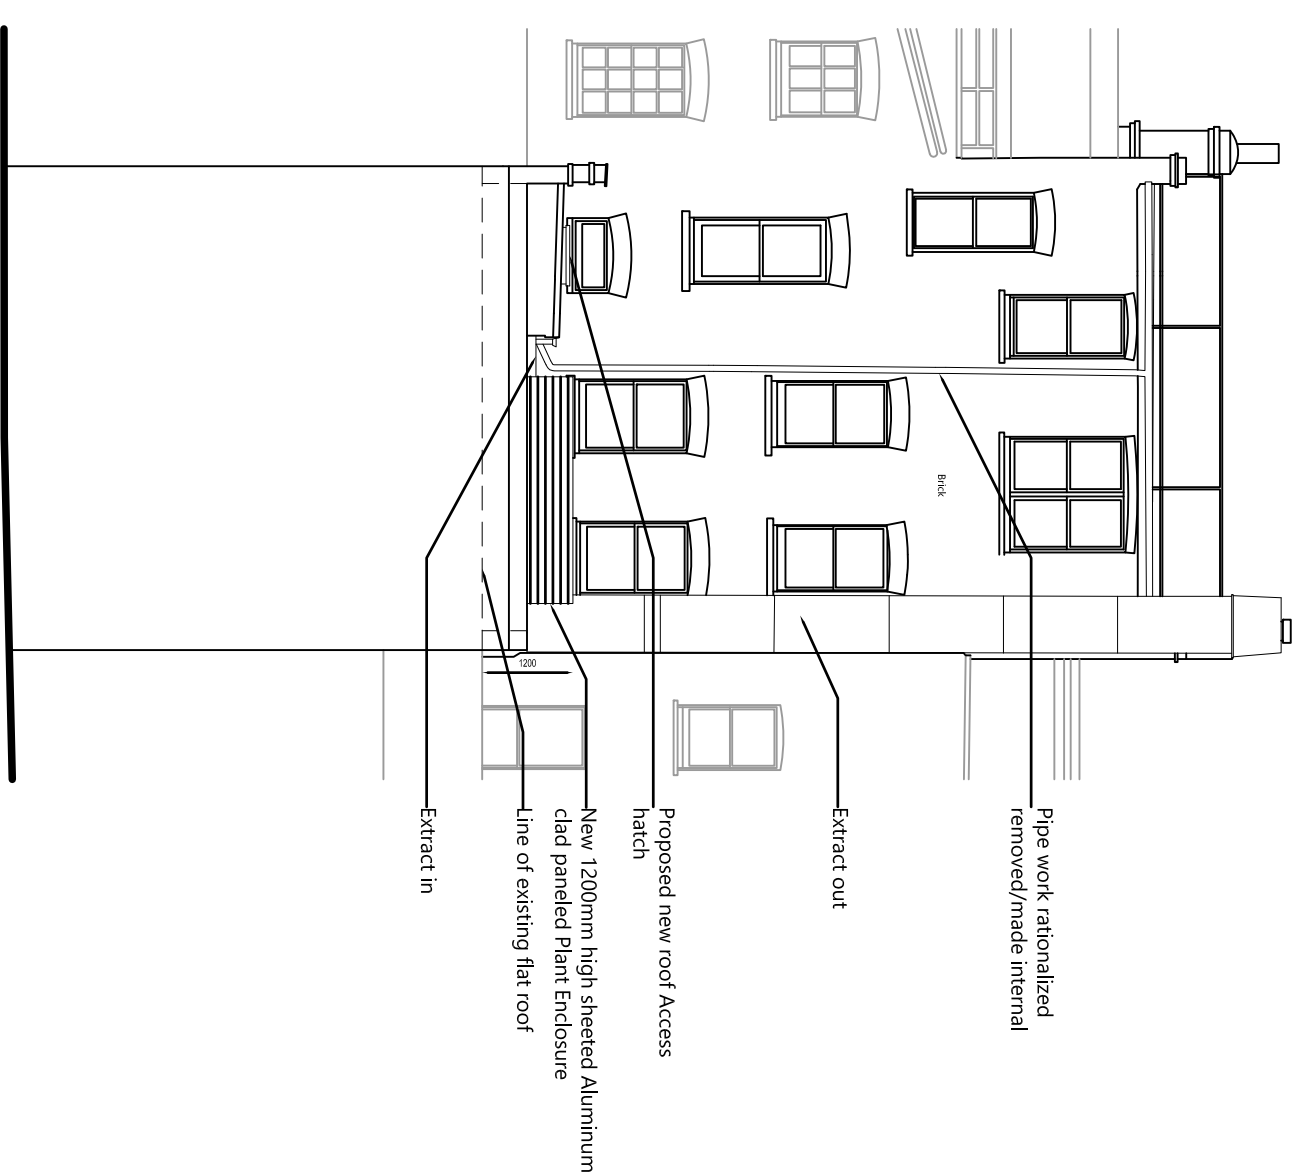 Brick
Pipe work rationalized
removed/made internal
Extract out
Proposed new roof Access
hatch
New 1200mm high sheeted Aluminum
clad paneled Plant Enclosure
1200
Line of existing flat roof
Extract in